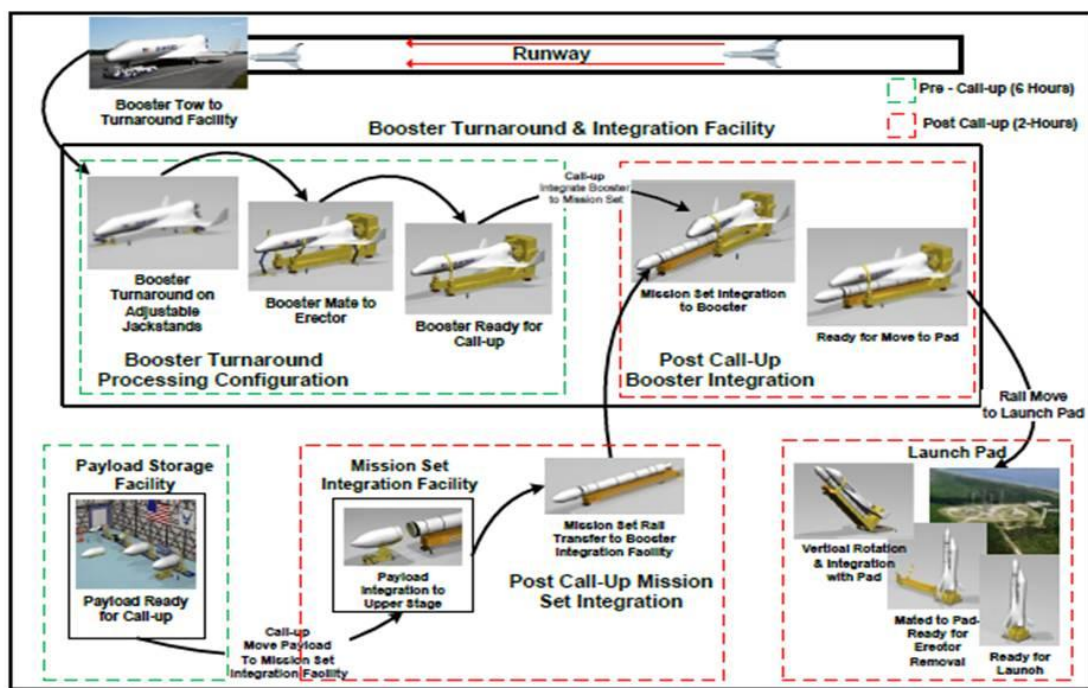 Runway
Booster Tow to
Turnaround Facility
Pre - Call-up (6 Hours)
Post Call-up (2-Hours)
Booster Turnaround & Integration Facility
Call-up
Integrate Booster
to Mission Set
Booster
Turnaround on
Adjustable
Jackstands
Booster Mate to
Erector
Booster Ready for
Call-up
Mission Set Integration
to Booster
Ready for Move to Pad
Booster Turnaround
Processing Configuration
Post Call-Up
Booster Integration
Rail Move
to Launch Pad
Payload Storage
Facility
Payload Ready
for Call-up
Mission Set
Integration Facility
Payload
Integration to
Upper Stage
Mission Set Rail
Transfer to Booster
Integration Facility
Post Call-Up Mission
Set Integration
Call-up
Move Payload
To Mission Set
Integration Facility
Launch Pad
Vertical Rotation
& Integration
with Pad
Mated to Pad-
Ready for
Erector
Removal
Ready for
Launch